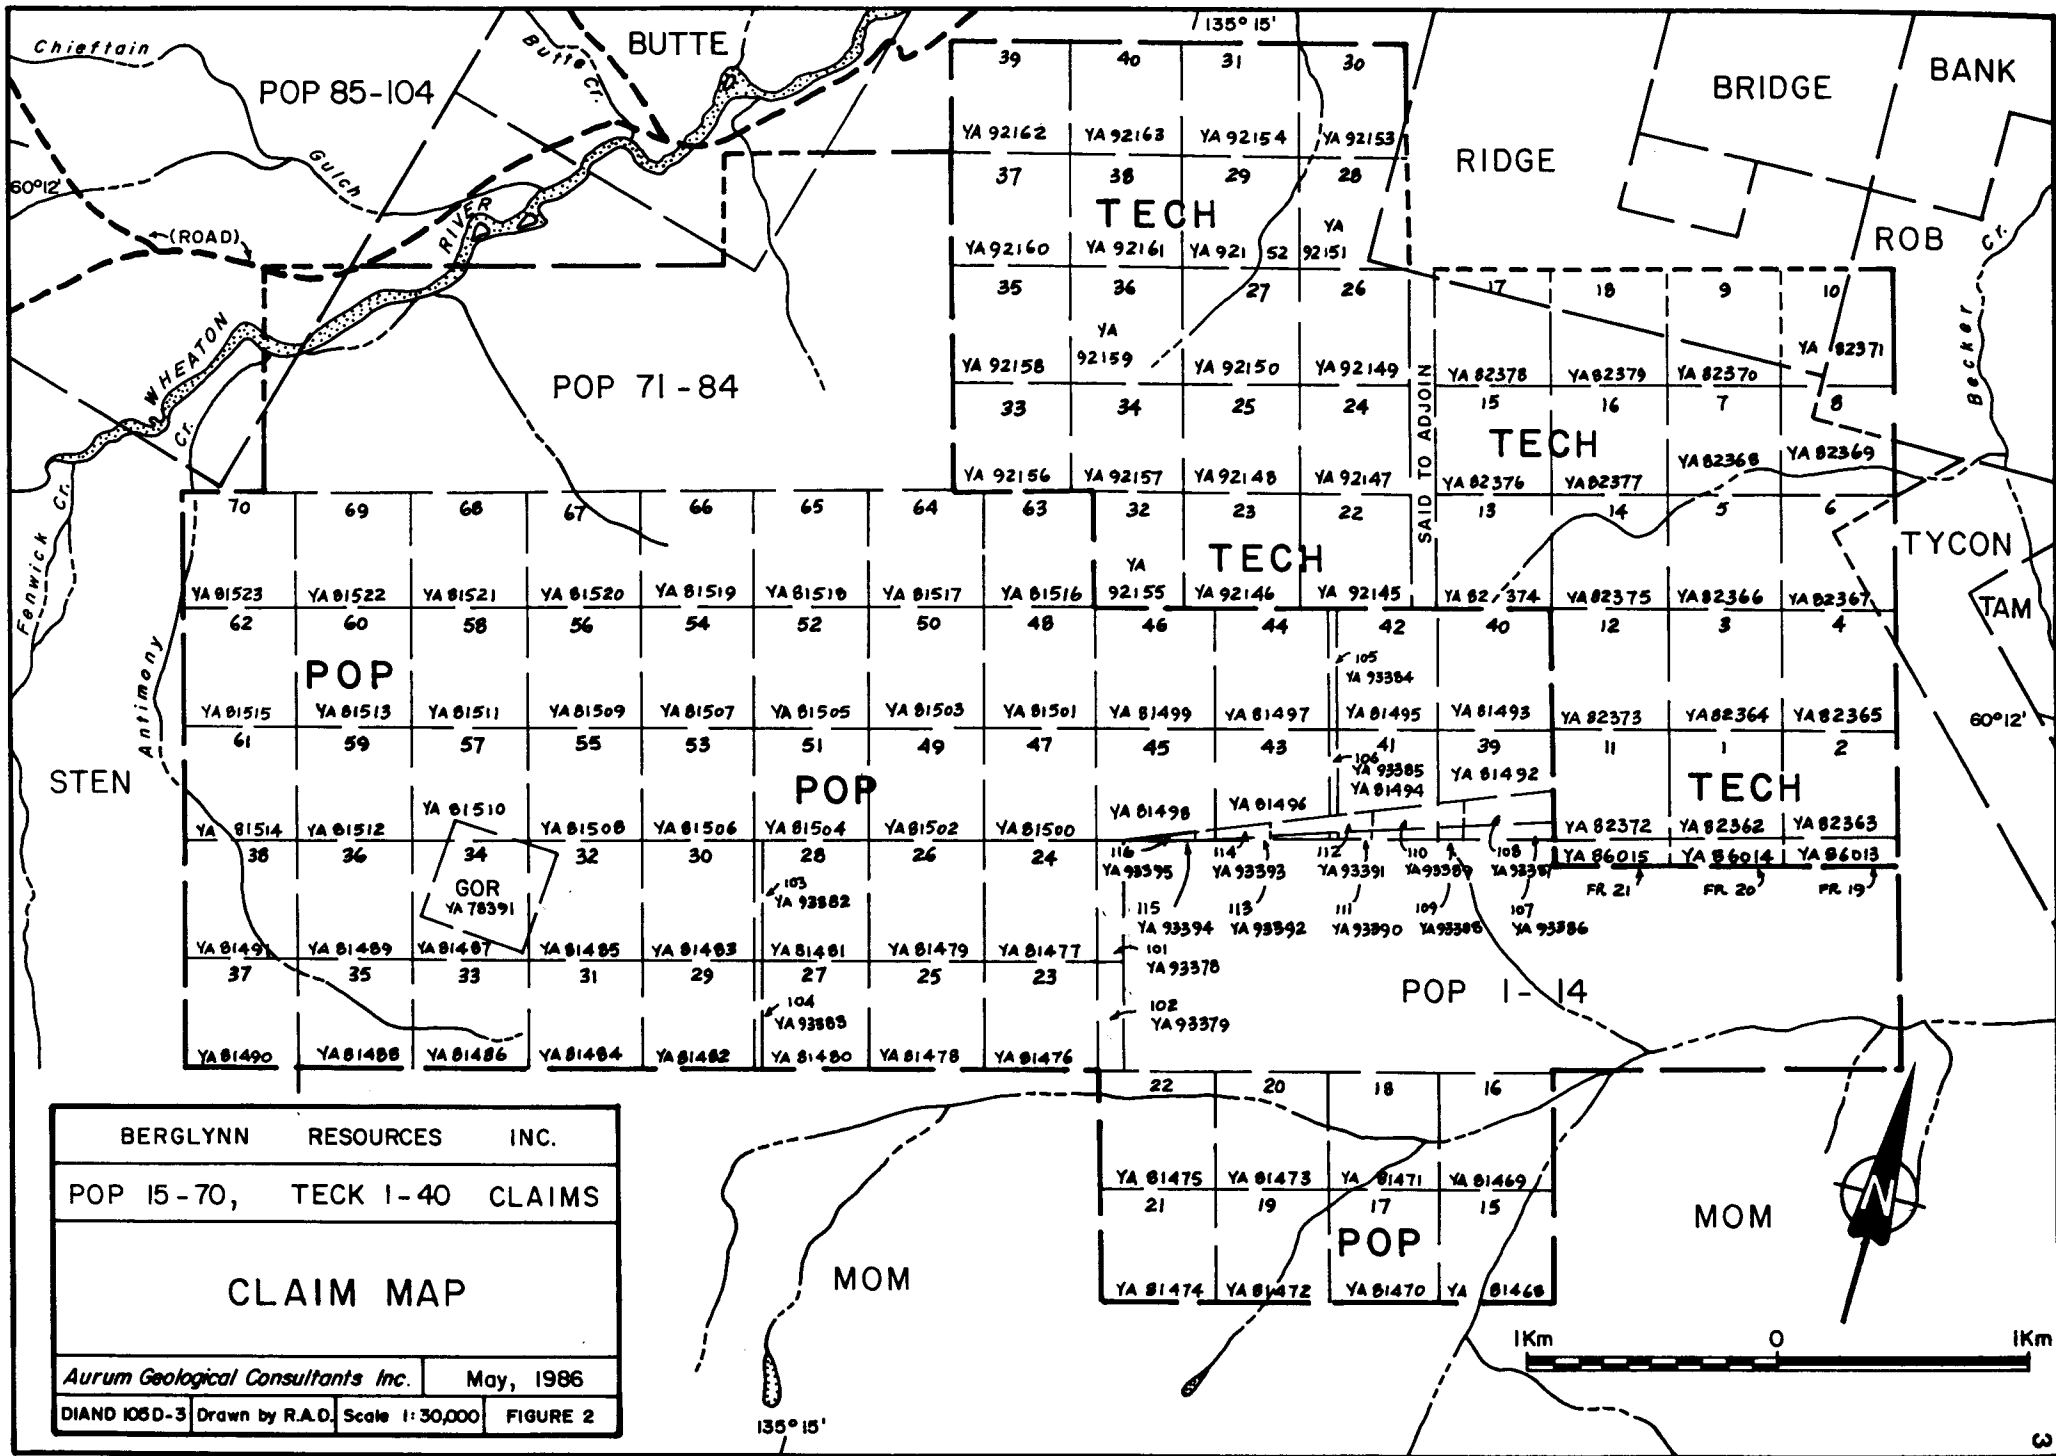 Chieftain
Gulch
POP 85-104
Butte Cr.
BUTTE
135° 15'
BRIDGE
BANK
RIDGE
ROB
Becker Cr.
60°12'
(ROAD)
RIVER
WHEATON
Cr.
Fenwick Cr.
Antimony
POP 71-84
39 40 31 30
YA 92162 YA 92163 YA 92154 YA 92153
37 38 29 28
TECH
YA 92160 YA 92161 YA 921 52 YA 92151
35 36 27 26
YA 92158 YA 92159 YA 92150 YA 92149
33 34 25 24
YA 92156 YA 92157 YA 92148 YA 92147
32 23 22
TECH
YA 92155 YA 92146 YA 92145
SAID TO ADJOIN
17 18 9 10
YA 82378 YA 82379 YA 82370 YA 82371
15 16 7 8
TECH
YA 82376 YA 82377 YA 82368 YA 82369
13 14 5 6
YA 82374 YA 82375 YA 82366 YA 82367
12 3 4
YA 82373 YA 82364 YA 82365
11 1 2
TECH
YA 82372 YA 82362 YA 82363
YA 86015 YA 86014 YA 86013
FR 21 FR 20 FR 19
TYCON
TAM
60°12'
70 69 68 67 66 65 64 63
YA 81523 YA 81522 YA 81521 YA 81520 YA 81519 YA 81518 YA 81517 YA 81516
62 60 58 56 54 52 50 48 46 44 42 40
POP
105
YA 93384
YA 81515 YA 81513 YA 81511 YA 81509 YA 81507 YA 81505 YA 81503 YA 81501 YA 81499 YA 81497 YA 81495 YA 81493
61 59 57 55 53 51 49 47 45 43 41 39
STEN
POP
106
YA 93385
YA 81514 YA 81512 YA 81510 YA 81508 YA 81506 YA 81504 YA 81502 YA 81500 YA 81498 YA 81496 YA 81494 YA 81492
38 36 34 32 30 28 26 24
GOR
YA 78391
103
YA 93382
116 114 112 110 108
YA 93395 YA 93393 YA 93391 YA 93389 YA 93387
115 113 111 109 107
YA 93394 YA 93392 YA 93390 YA 93388 YA 93386
YA 81491 YA 81489 YA 81487 YA 81485 YA 81483 YA 81481 YA 81479 YA 81477
37 35 33 31 29 27 25 23
101
YA 93378
POP 1-14
104
YA 93383
102
YA 93379
YA 81490 YA 81488 YA 81486 YA 81484 YA 81482 YA 81480 YA 81478 YA 81476
22 20 18 16
YA 81475 YA 81473 YA 81471 YA 81469
21 19 17 15
POP
YA 81474 YA 81472 YA 81470 YA 81468
MOM
MOM
N
1Km 0 1Km
135° 15'
BERGLYNN RESOURCES INC.
POP 15-70, TECK 1-40 CLAIMS
CLAIM MAP
Aurum Geological Consultants Inc. May, 1986
DIAND 105D-3 Drawn by R.A.D. Scale 1:30,000 FIGURE 2
3